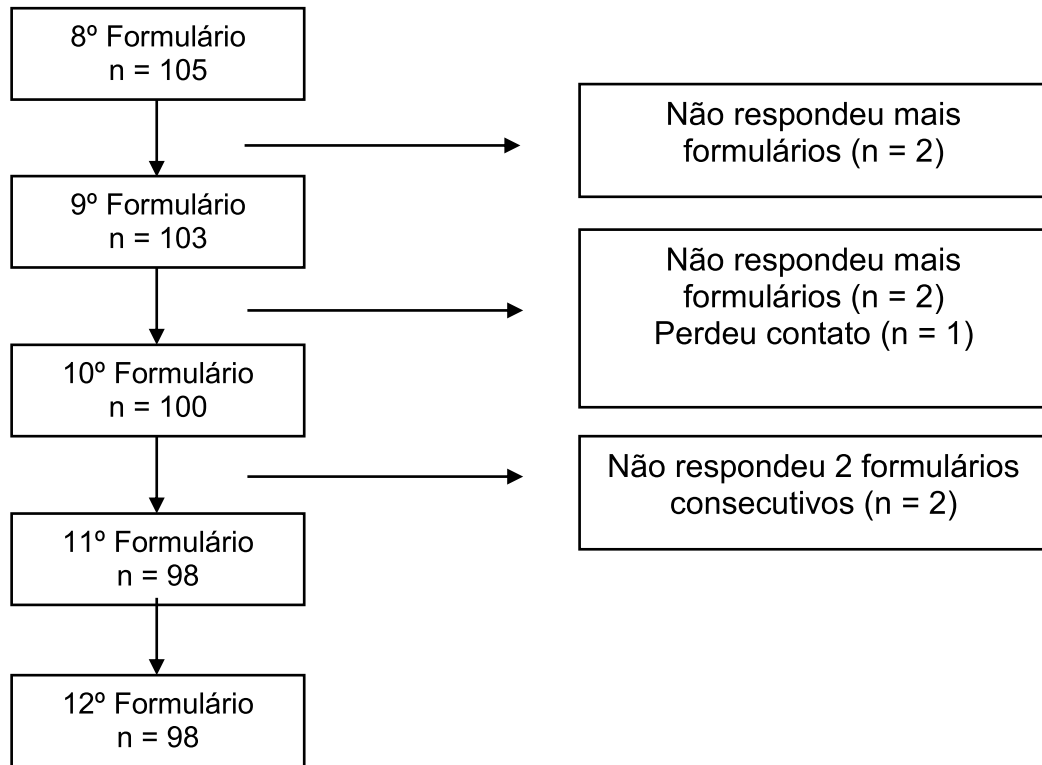 8º Formulário
n = 105
Não respondeu mais
formulários (n = 2)
9º Formulário
n = 103
Não respondeu mais
formulários (n = 2)
Perdeu contato (n = 1)
10º Formulário
n = 100
Não respondeu 2 formulários
consecutivos (n = 2)
11º Formulário
n = 98
12º Formulário
n = 98